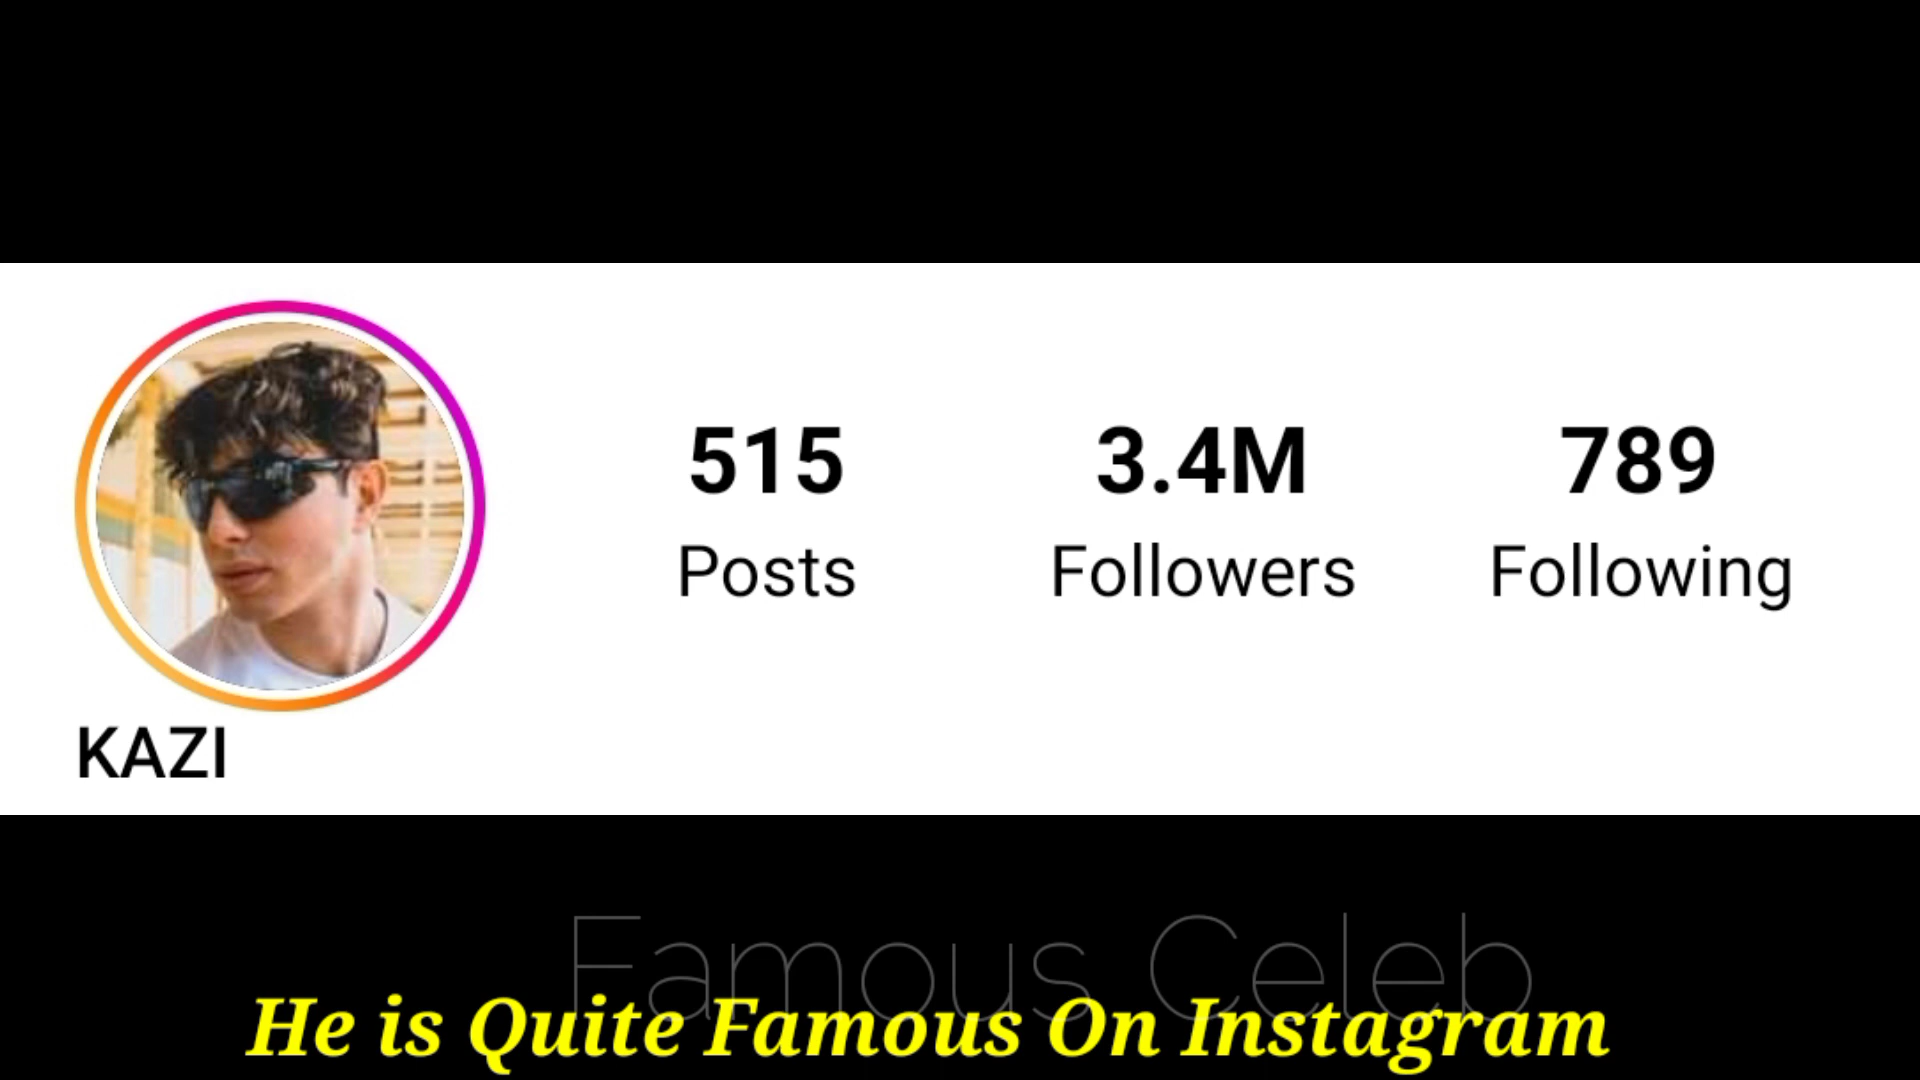 515 3.4M 789
Posts Followers Following
KAZI
Famous Celeb
He is Quite Famous On Instagram